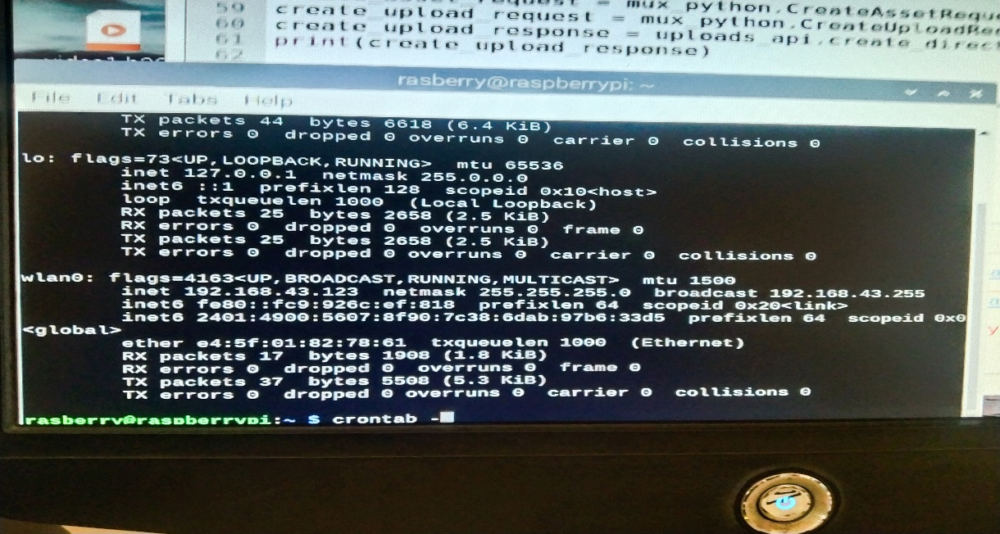 59
60 create_upload_request = mux_python.CreateAssetReque
61 create_upload_response = mux_python.CreateUploadRe
62 print(create_upload_response) uploads_api.create_direct
rasberry@raspberrypi: ~
File Edit Tabs Help
TX packets 44 bytes 6618 (6.4 KiB)
TX errors 0 dropped 0 overruns 0 carrier 0 collisions 0
lo: flags=73<UP,LOOPBACK,RUNNING> mtu 65536
inet 127.0.0.1 netmask 255.0.0.0
inet6 ::1 prefixlen 128 scopeid 0x10<host>
loop txqueuelen 1000 (Local Loopback)
RX packets 25 bytes 2658 (2.5 KiB)
RX errors 0 dropped 0 overruns 0 frame 0
TX packets 25 bytes 2658 (2.5 KiB)
TX errors 0 dropped 0 overruns 0 carrier 0 collisions 0
wlan0: flags=4163<UP,BROADCAST,RUNNING,MULTICAST> mtu 1500
inet 192.168.43.123 netmask 255.255.255.0 broadcast 192.168.43.255
inet6 fe80::fc9:926c:ef:818 prefixlen 64 scopeid 0x20<link>
inet6 2401:4900:5607:8f90:7c38:6dab:97b6:33d5 prefixlen 64 scopeid 0x0
<global>
ether e4:5f:01:82:78:61 txqueuelen 1000 (Ethernet)
RX packets 17 bytes 1908 (1.8 KiB)
RX errors 0 dropped 0 overruns 0 frame 0
TX packets 37 bytes 5508 (5.3 KiB)
TX errors 0 dropped 0 overruns 0 carrier 0 collisions 0
rasberry@raspberrypi:~ $ crontab -